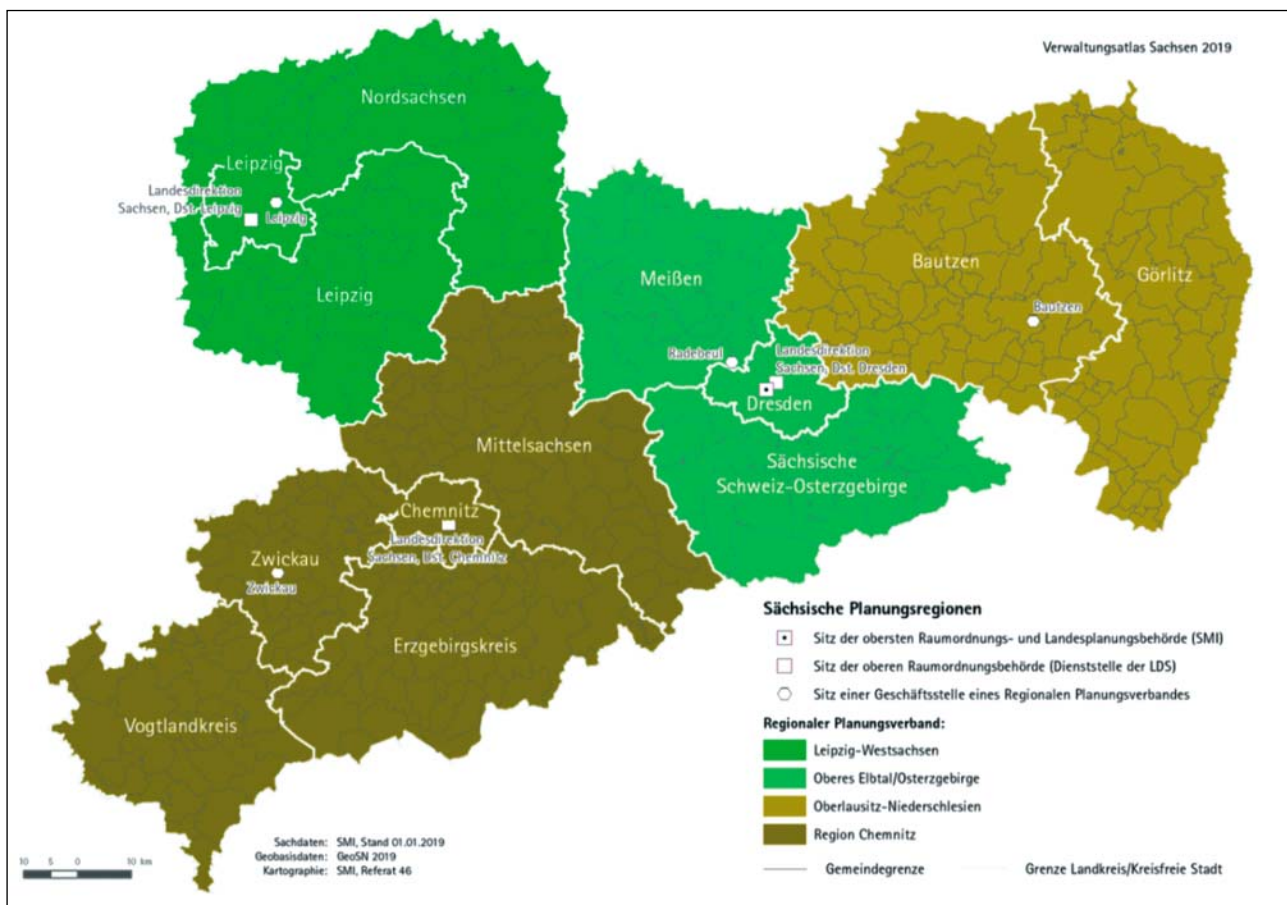 Verwaltungsatlas Sachsen 2019
Nordsachsen
Leipzig
Landesdirektion
Sachsen, Dst. Leipzig
Leipzig
Leipzig
Meißen
Bautzen
Görlitz
Bautzen
Radebeul
Landesdirektion
Sachsen, Dst. Dresden
Dresden
Mittelsachsen
Sächsische
Schweiz-Osterzgebirge
Chemnitz
Landesdirektion
Sachsen, Dst. Chemnitz
Zwickau
Zwickau
Erzgebirgskreis
Vogtlandkreis
Sächsische Planungsregionen
Sitz der obersten Raumordnungs- und Landesplanungsbehörde (SMI)
Sitz der oberen Raumordnungsbehörde (Dienststelle der LDS)
Sitz einer Geschäftsstelle eines Regionalen Planungsverbandes
Regionaler Planungsverband:
Leipzig-Westsachsen
Oberes Elbtal/Osterzgebirge
Oberlausitz-Niederschlesien
Region Chemnitz
Gemeindegrenze Grenze Landkreis/Kreisfreie Stadt
Sachdaten: SMI, Stand 01.01.2019
Geobasisdaten: GeoSN 2019
Kartographie: SMI, Referat 46
10 5 0 10 km